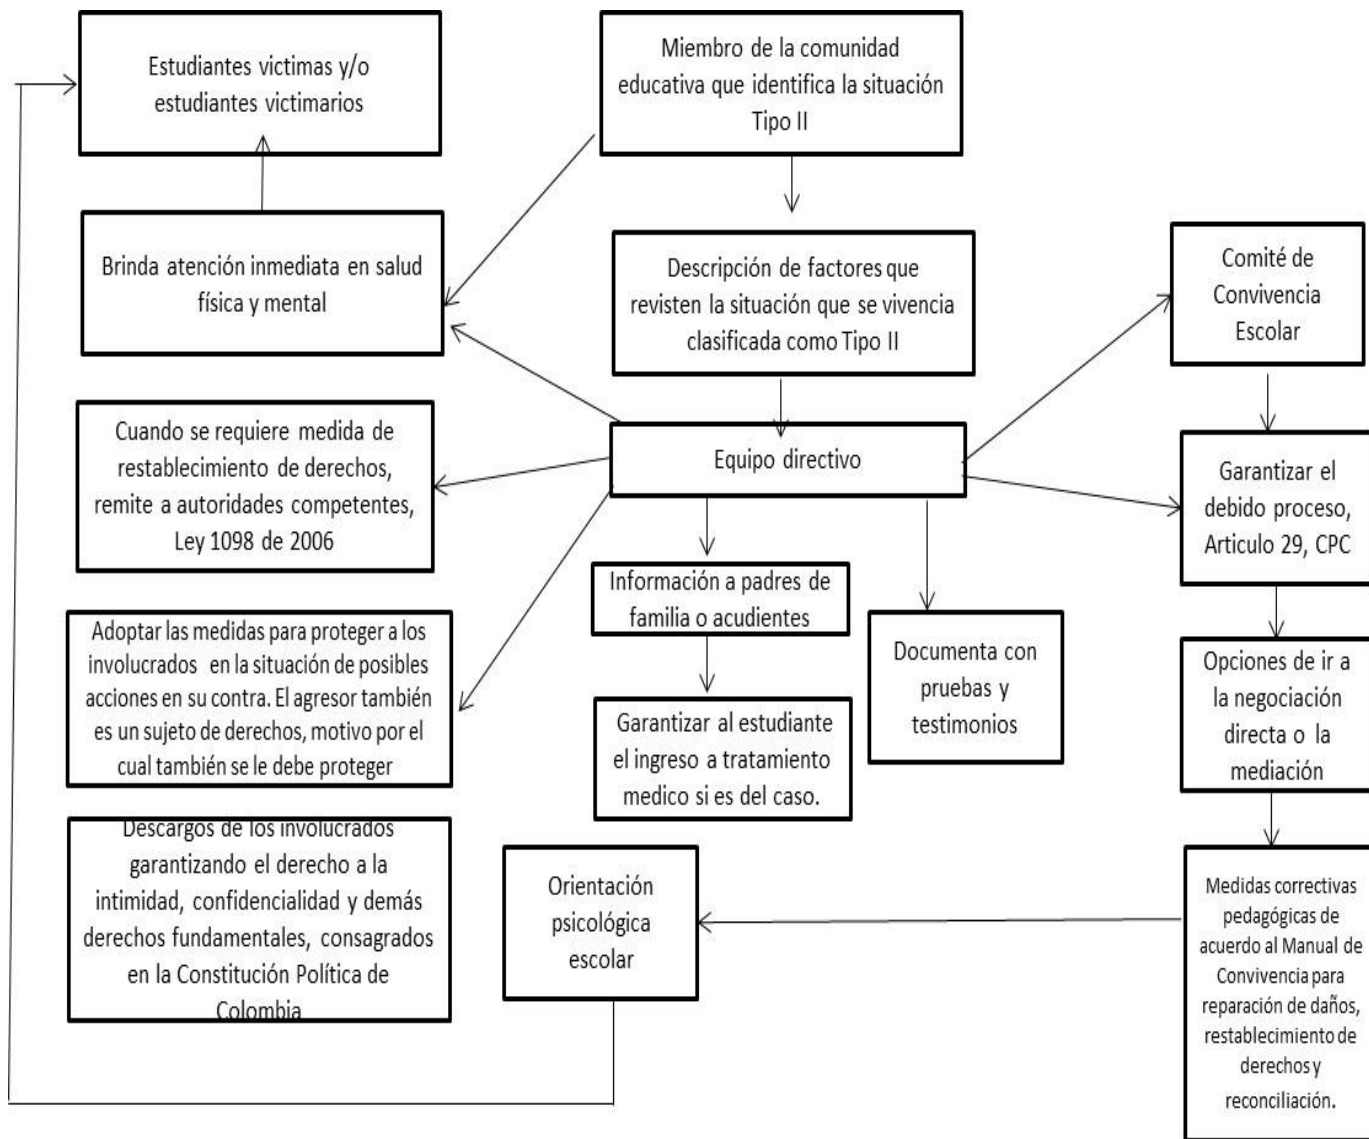 Estudiantes victimas y/o
estudiantes victimarios
Miembro de la comunidad
educativa que identifica la situación
Tipo II
Brinda atención inmediata en salud
física y mental
Descripción de factores que
revisten la situación que se vivencia
clasificada como Tipo II
Comité de
Convivencia
Escolar
Cuando se requiere medida de
restablecimiento de derechos,
remite a autoridades competentes,
Ley 1098 de 2006
Equipo directivo
Garantizar el
debido proceso,
Articulo 29, CPC
Información a padres de
familia o acudientes
Documenta con
pruebas y
testimonios
Adoptar las medidas para proteger a los
involucrados en la situación de posibles
acciones en su contra. El agresor también
es un sujeto de derechos, motivo por el
cual también se le debe proteger
Garantizar al estudiante
el ingreso a tratamiento
medico si es del caso.
Opciones de ir a
la negociación
directa o la
mediación
Descargos de los involucrados
garantizando el derecho a la
intimidad, confidencialidad y demás
derechos fundamentales, consagrados
en la Constitución Política de
Colombia
Orientación
psicológica
escolar
Medidas correctivas
pedagógicas de
acuerdo al Manual de
Convivencia para
reparación de daños,
restablecimiento de
derechos y
reconciliación.